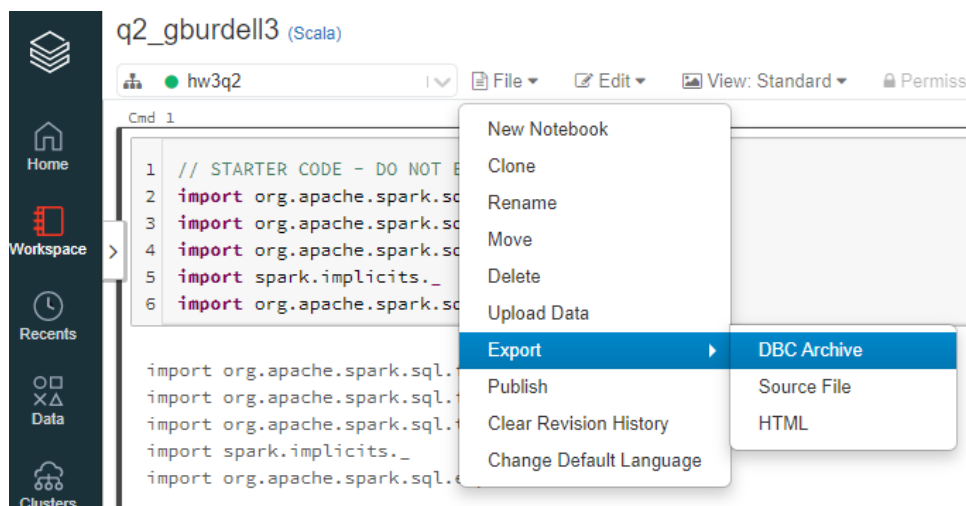 q2_gburdell3 (Scala)
hw3q2 File Edit View: Standard Permiss
Cmd 1
1 // STARTER CODE - DO NOT E
2 import org.apache.spark.sq
3 import org.apache.spark.sq
4 import org.apache.spark.sq
5 import spark.implicits._
6 import org.apache.spark.sq
import org.apache.spark.sql.
import org.apache.spark.sql.
import org.apache.spark.sql.
import spark.implicits._
import org.apache.spark.sql.
Home
Workspace
Recents
Data
Clusters
New Notebook
Clone
Rename
Move
Delete
Upload Data
Export
Publish
Clear Revision History
Change Default Language
DBC Archive
Source File
HTML